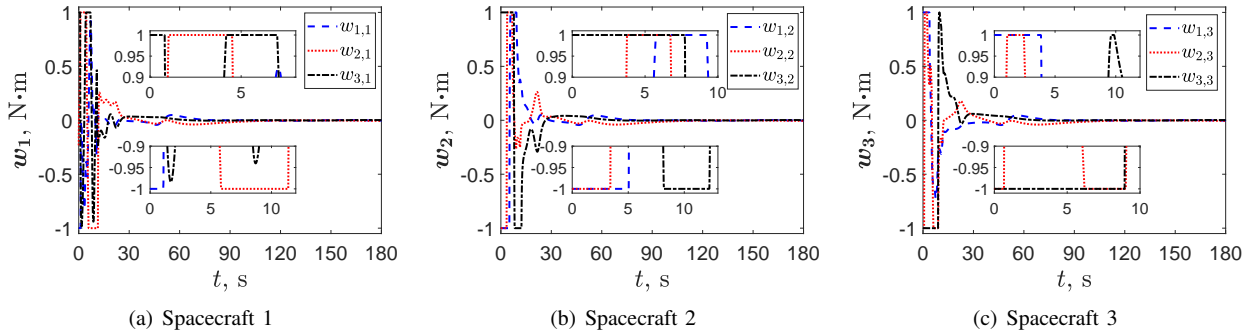 w₁, N·m
1
0.5
0
-0.5
-1
0 30 60 90 120 150 180
t, s
w₁,₁
w₂,₁
w₃,₁
1
0.95
0.9
0 5
-0.9
-0.95
-1
0 5 10
(a) Spacecraft 1
w₂, N·m
1
0.5
0
-0.5
-1
0 30 60 90 120 150 180
t, s
w₁,₂
w₂,₂
w₃,₂
1
0.95
0.9
0 5 10
-0.9
-0.95
-1
0 5 10
(b) Spacecraft 2
w₃, N·m
1
0.5
0
-0.5
-1
0 30 60 90 120 150 180
t, s
w₁,₃
w₂,₃
w₃,₃
1
0.95
0.9
0 5 10
-0.9
-0.95
-1
0 5 10
(c) Spacecraft 3